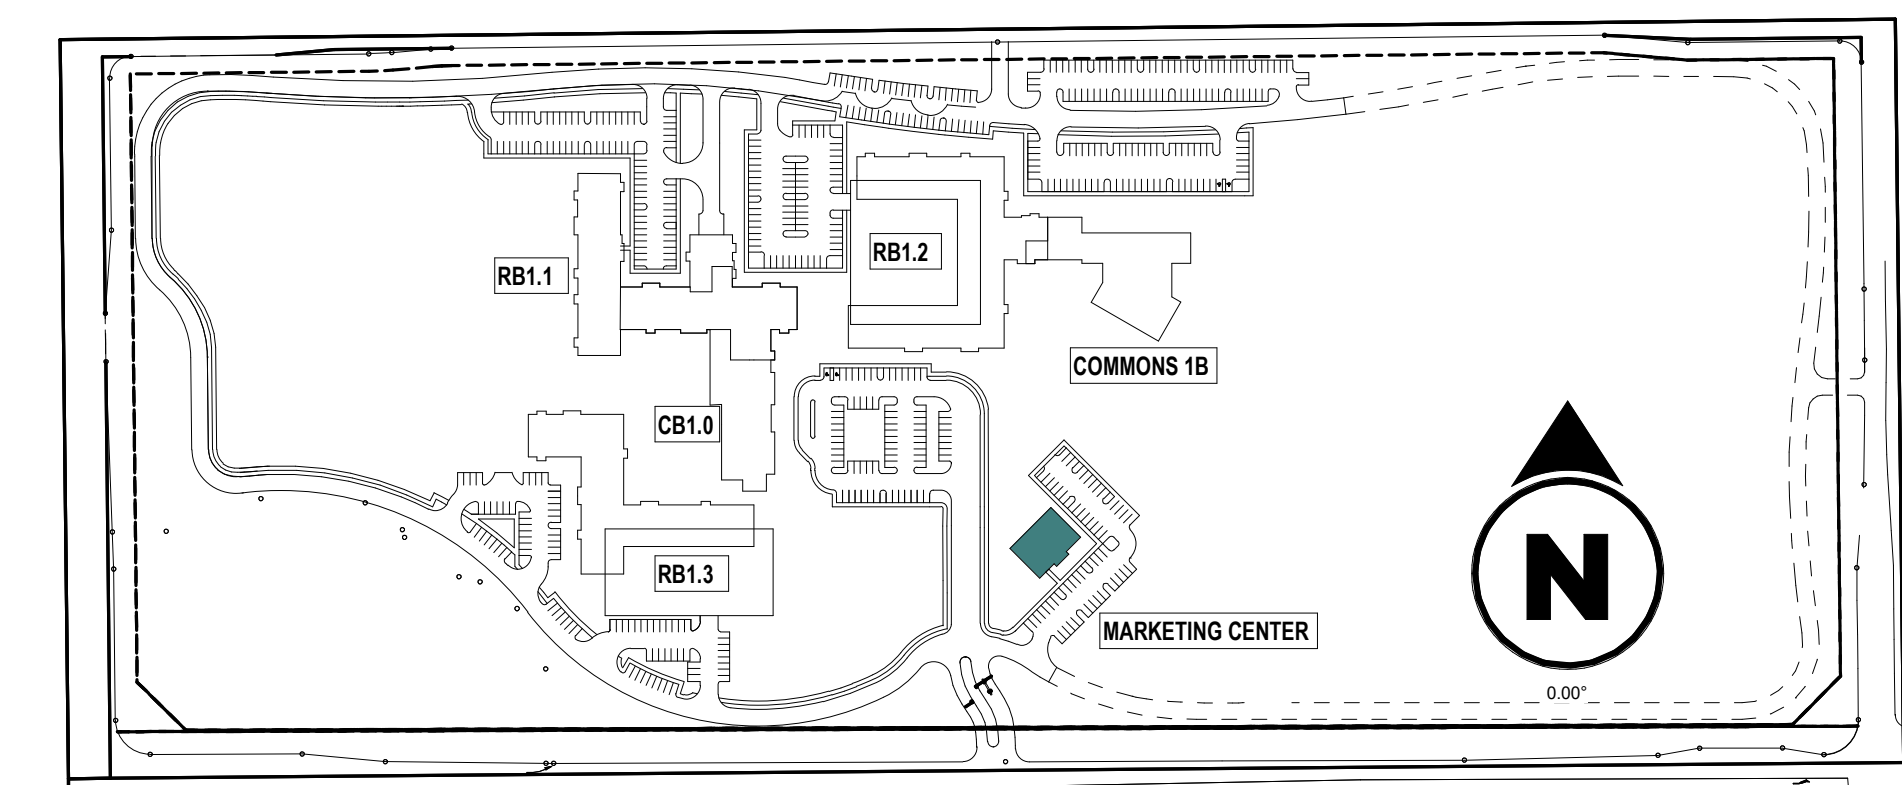 RB1.2
RB1.1
COMMONS 1B
CB1.0
N
RB1.3
MARKETING CENTER
0.00°